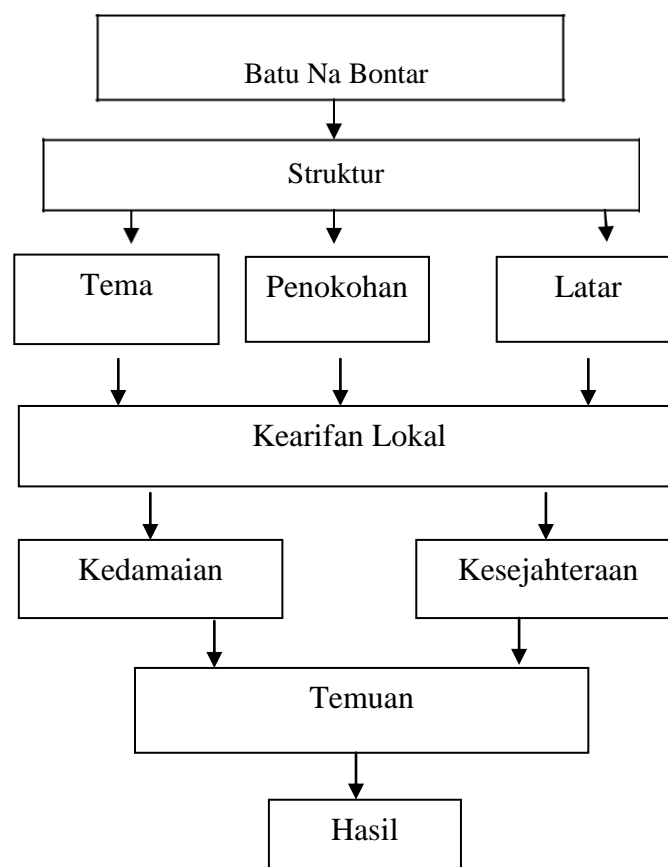 Batu Na Bontar
Struktur
Tema
Penokohan
Latar
Kearifan Lokal
Kedamaian
Kesejahteraan
Temuan
Hasil